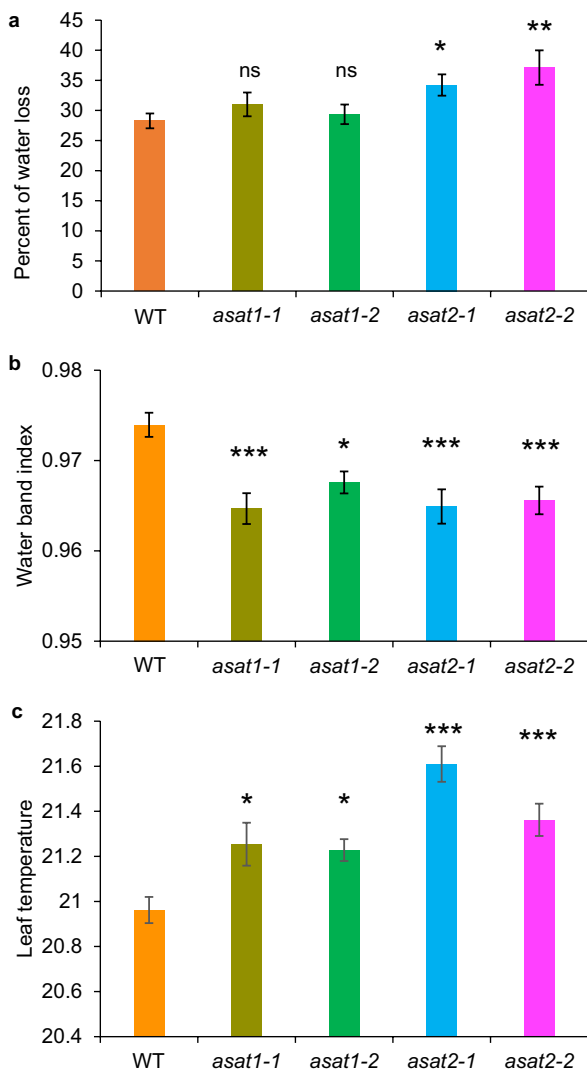 a
Percent of water loss
45
40
35
30
25
20
15
10
5
0
ns
ns
*
**
WT asat1-1 asat1-2 asat2-1 asat2-2
b
Water band index
0.98
0.97
0.96
0.95
***
*
***
***
WT asat1-1 asat1-2 asat2-1 asat2-2
c
Leaf temperature
21.8
21.6
21.4
21.2
21
20.8
20.6
20.4
*
*
***
***
WT asat1-1 asat1-2 asat2-1 asat2-2